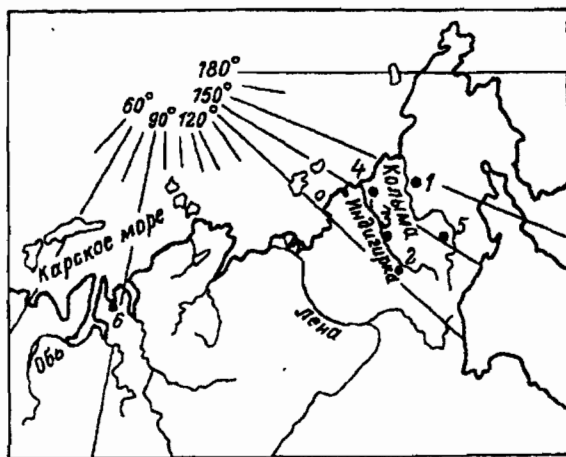 180°
150°
60°
90°
120°
4
Колыма
1
3
5
Индигирка
2
Карское море
6
Обь
Лена